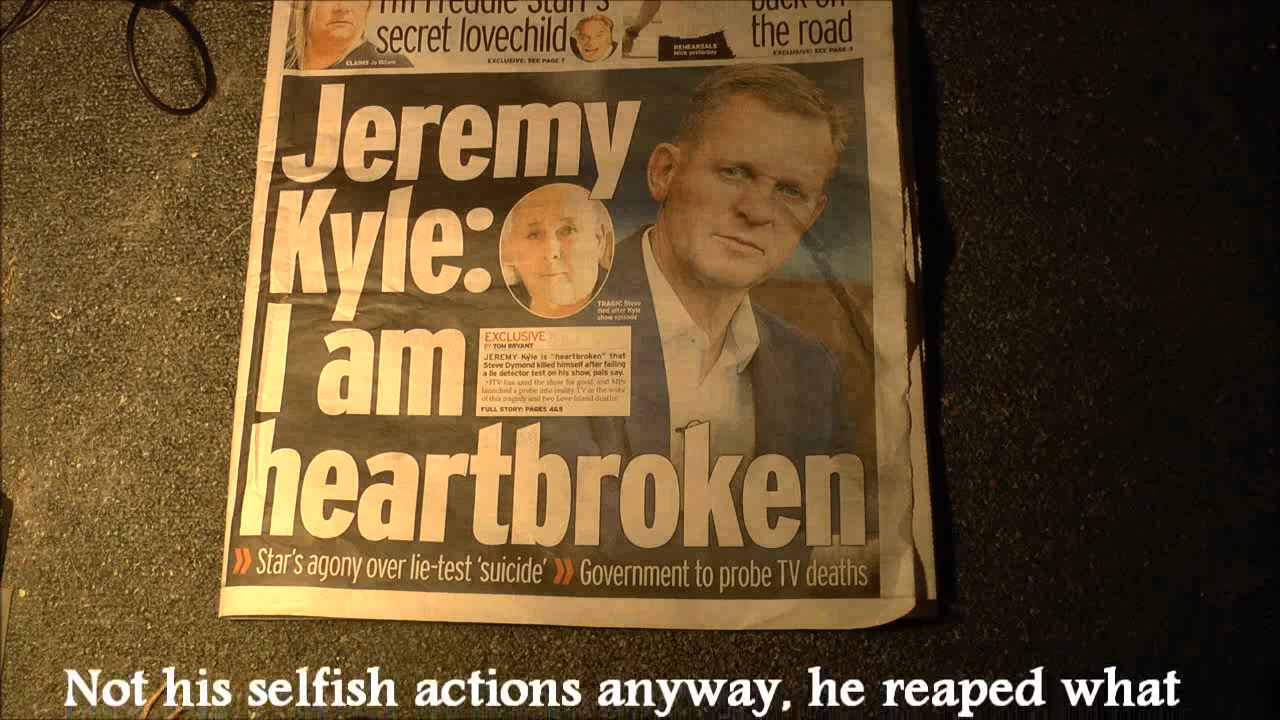 I'm Freddie Starr's
secret lovechild
CLAIMS Jo Bilsam
EXCLUSIVE: SEE PAGE 7
REHEARSALS
Mick yesterday
back on
the road
EXCLUSIVE: SEE PAGE 3
Jeremy
Kyle:
I am
heartbroken
TRAGIC Steve
died after Kyle
show episode
EXCLUSIVE
BY TOM BRYANT
JEREMY Kyle is "heartbroken" that
Steve Dymond killed himself after failing
a lie detector test on his show, pals say.
ITV has axed the show for good, and MPs
launched a probe into reality TV in the wake
of this tragedy and two Love Island deaths
FULL STORY: PAGES 4&5
» Star's agony over lie-test 'suicide' » Government to probe TV deaths
Not his selfish actions anyway, he reaped what